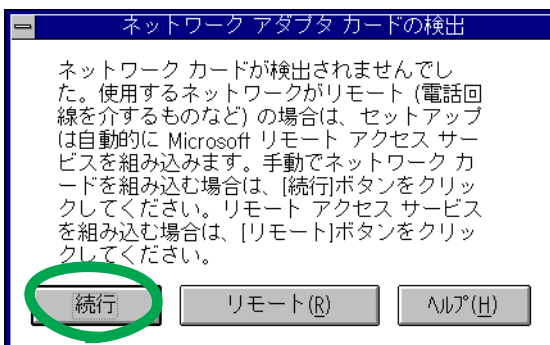 ネットワーク アダプタ カードの検出
ネットワーク カードが検出されませんでし
た。使用するネットワークがリモート (電話回
線を介するものなど) の場合は、セットアップ
は自動的に Microsoft リモート アクセス サー
ビスを組み込みます。手動でネットワーク カ
ードを組み込む場合は、[続行]ボタンをクリッ
クしてください。リモート アクセス サービス
を組み込む場合は、[リモート]ボタンをクリッ
クしてください。
続行 リモート(R) ﾍﾙﾌﾟ(H)